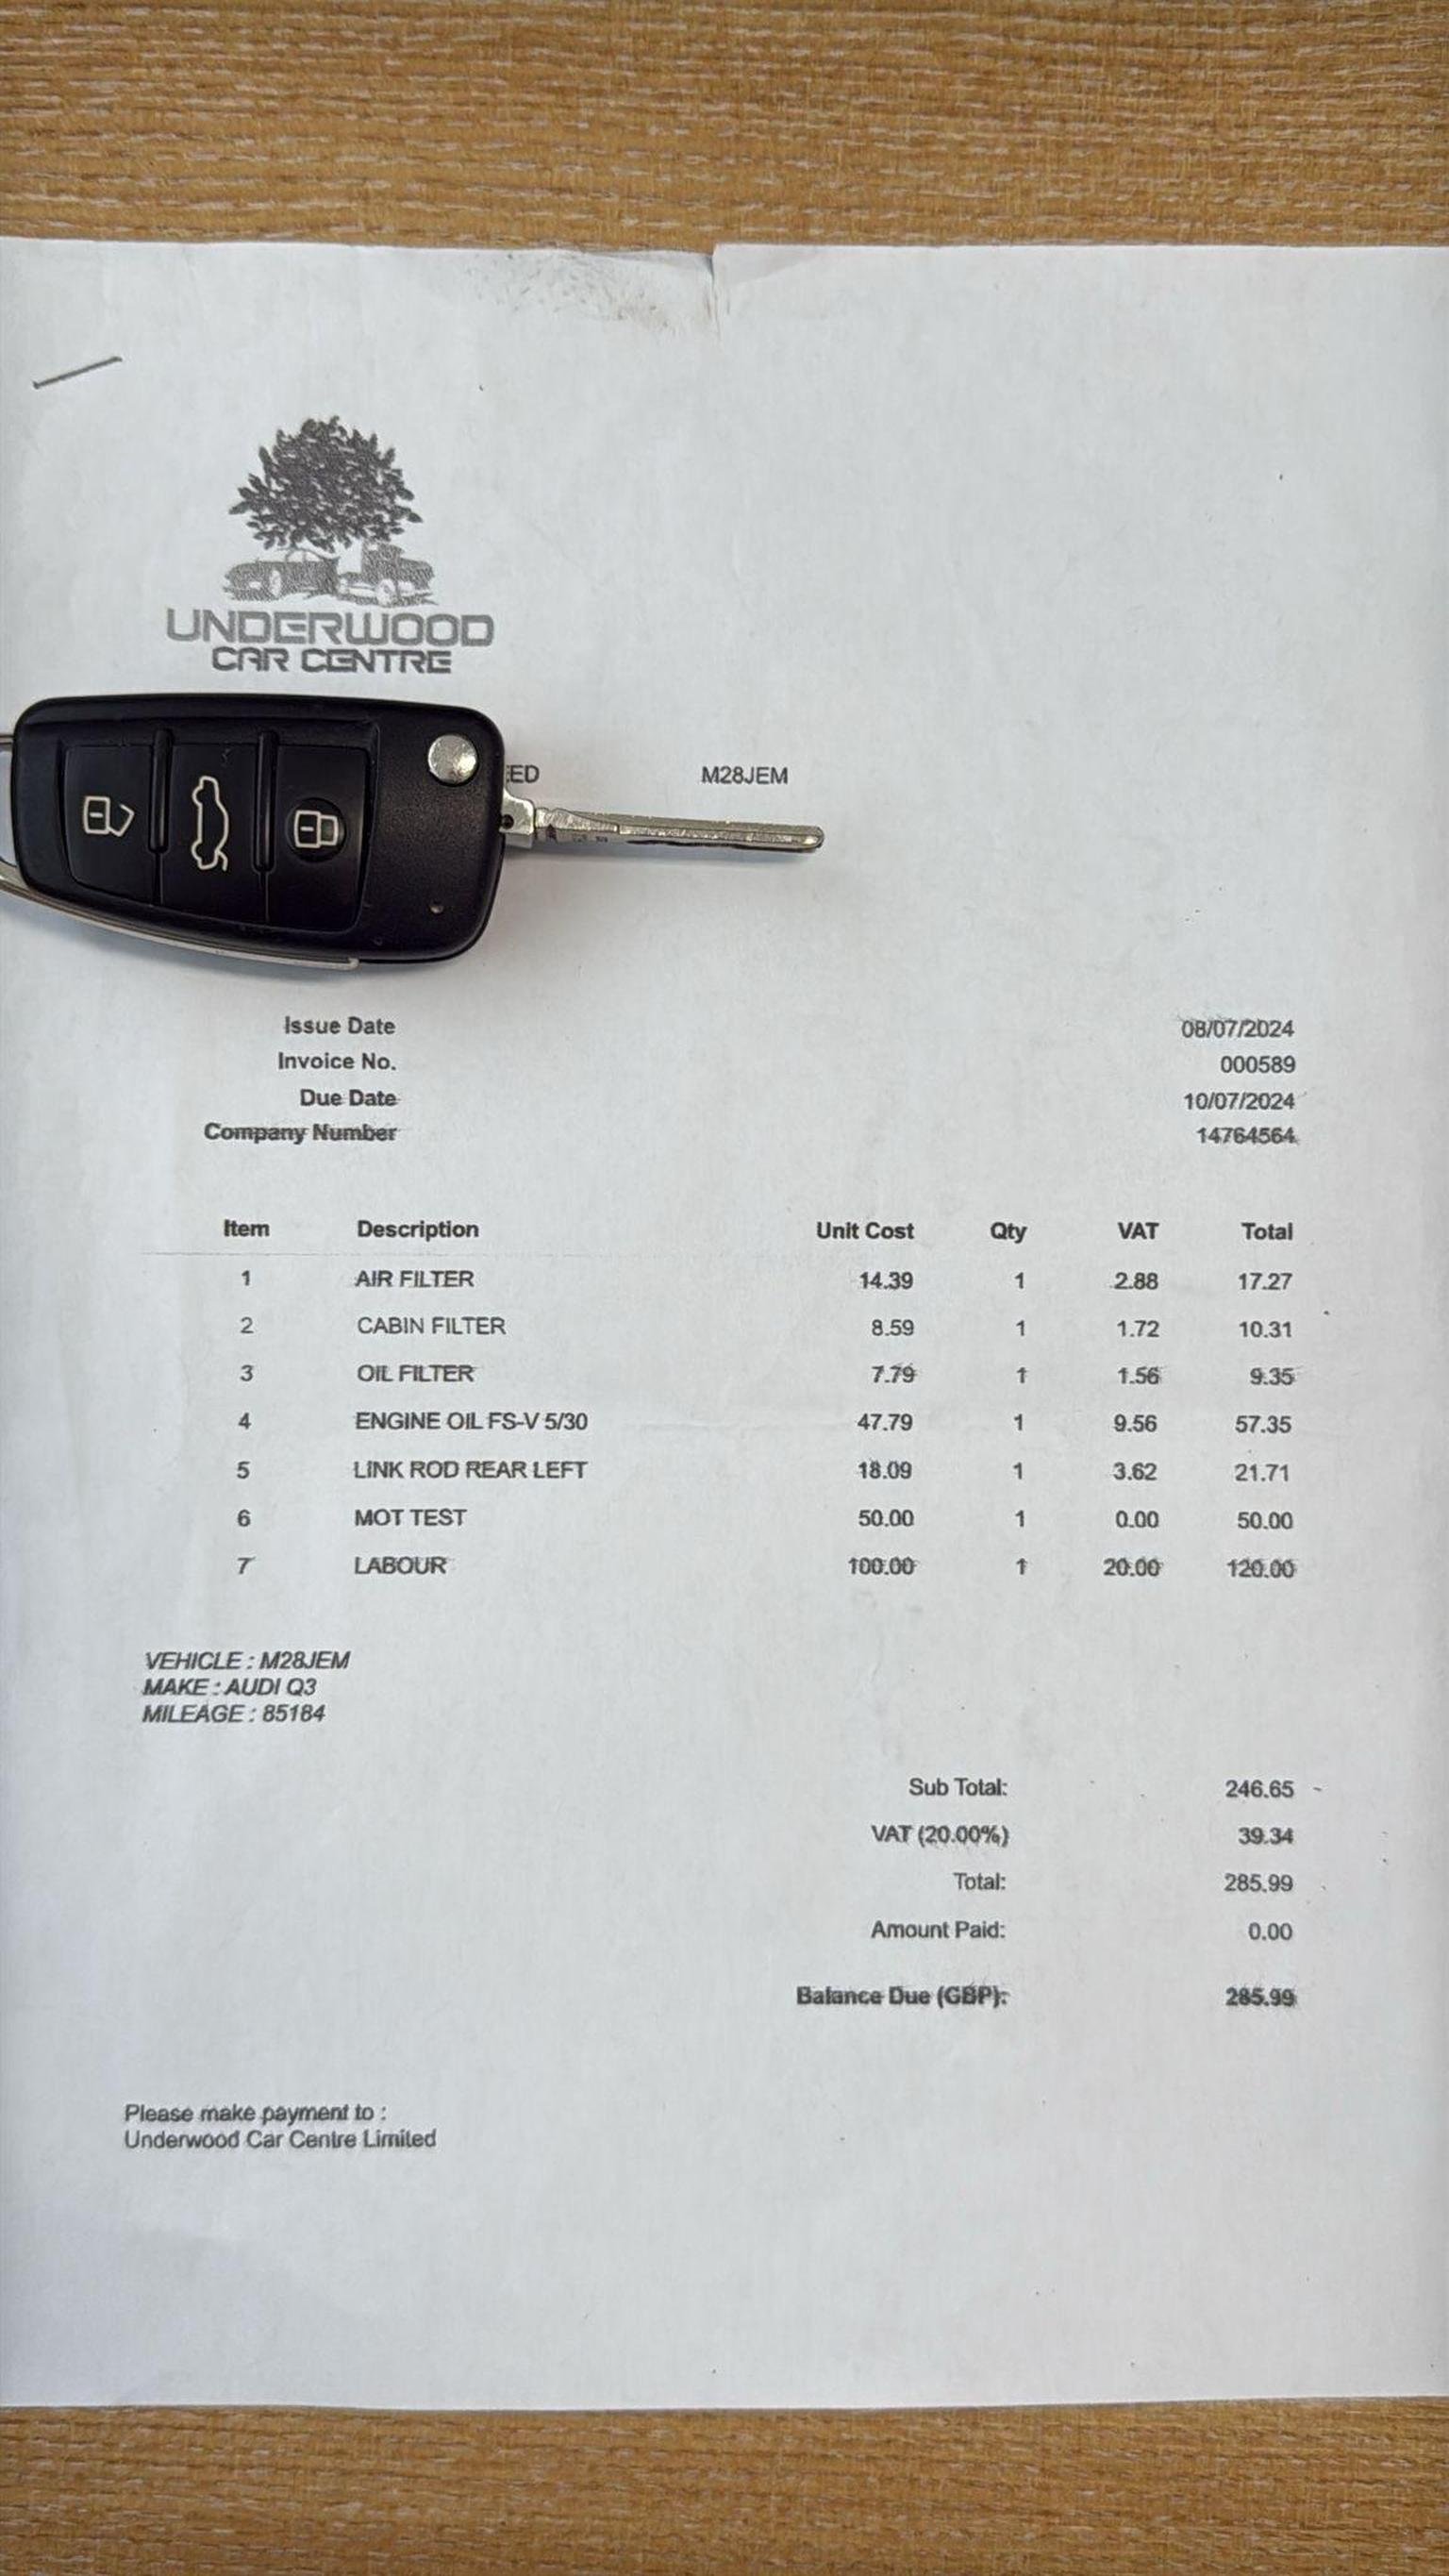 UNDERWOOD
CAR CENTRE
M28JEM
Issue Date 08/07/2024
Invoice No. 000589
Due Date 10/07/2024
Company Number 14764564
Item Description Unit Cost Qty VAT Total
1 AIR FILTER 14.39 1 2.88 17.27
2 CABIN FILTER 8.59 1 1.72 10.31
3 OIL FILTER 7.79 1 1.56 9.35
4 ENGINE OIL FS-V 5/30 47.79 1 9.56 57.35
5 LINK ROD REAR LEFT 18.09 1 3.62 21.71
6 MOT TEST 50.00 1 0.00 50.00
7 LABOUR 100.00 1 20.00 120.00
VEHICLE : M28JEM
MAKE : AUDI Q3
MILEAGE : 85184
Sub Total: 246.65
VAT (20.00%) 39.34
Total: 285.99
Amount Paid: 0.00
Balance Due (GBP): 285.99
Please make payment to :
Underwood Car Centre Limited